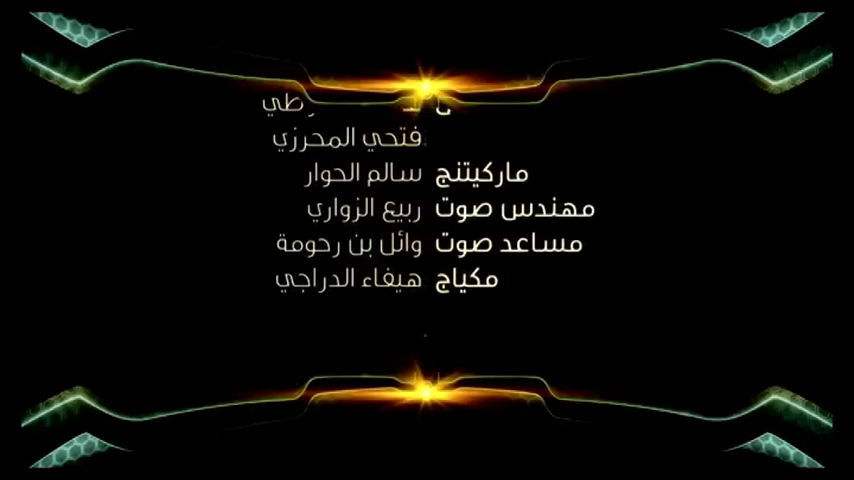 فتحي المحرزي
ماركيتنج سالم الحوار
مهندس صوت ربيع الزواري
مساعد صوت وائل بن رحومة
مكياج هيفاء الدراجي